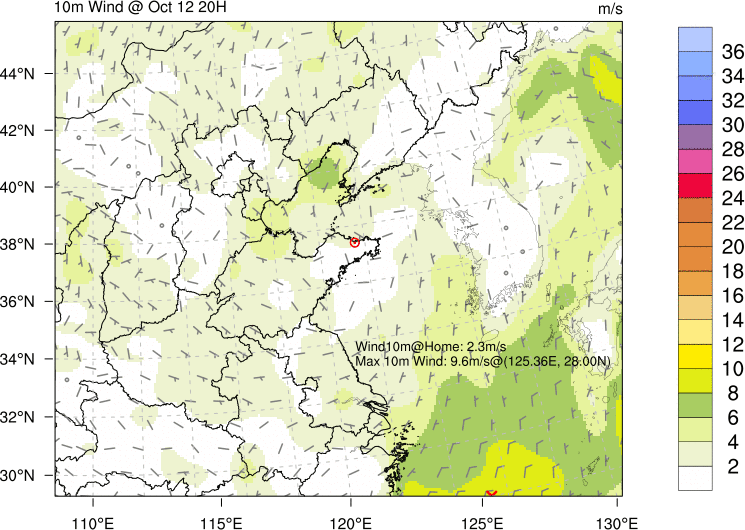 10m Wind @ Oct 12 20H
m/s
44°N
42°N
40°N
38°N
36°N
34°N
32°N
30°N
110°E
115°E
120°E
125°E
130°E
Wind10m@Home: 2.3m/s
Max 10m Wind: 9.6m/s@(125.36E, 28.00N)
36
34
32
30
28
26
24
22
20
18
16
14
12
10
8
6
4
2